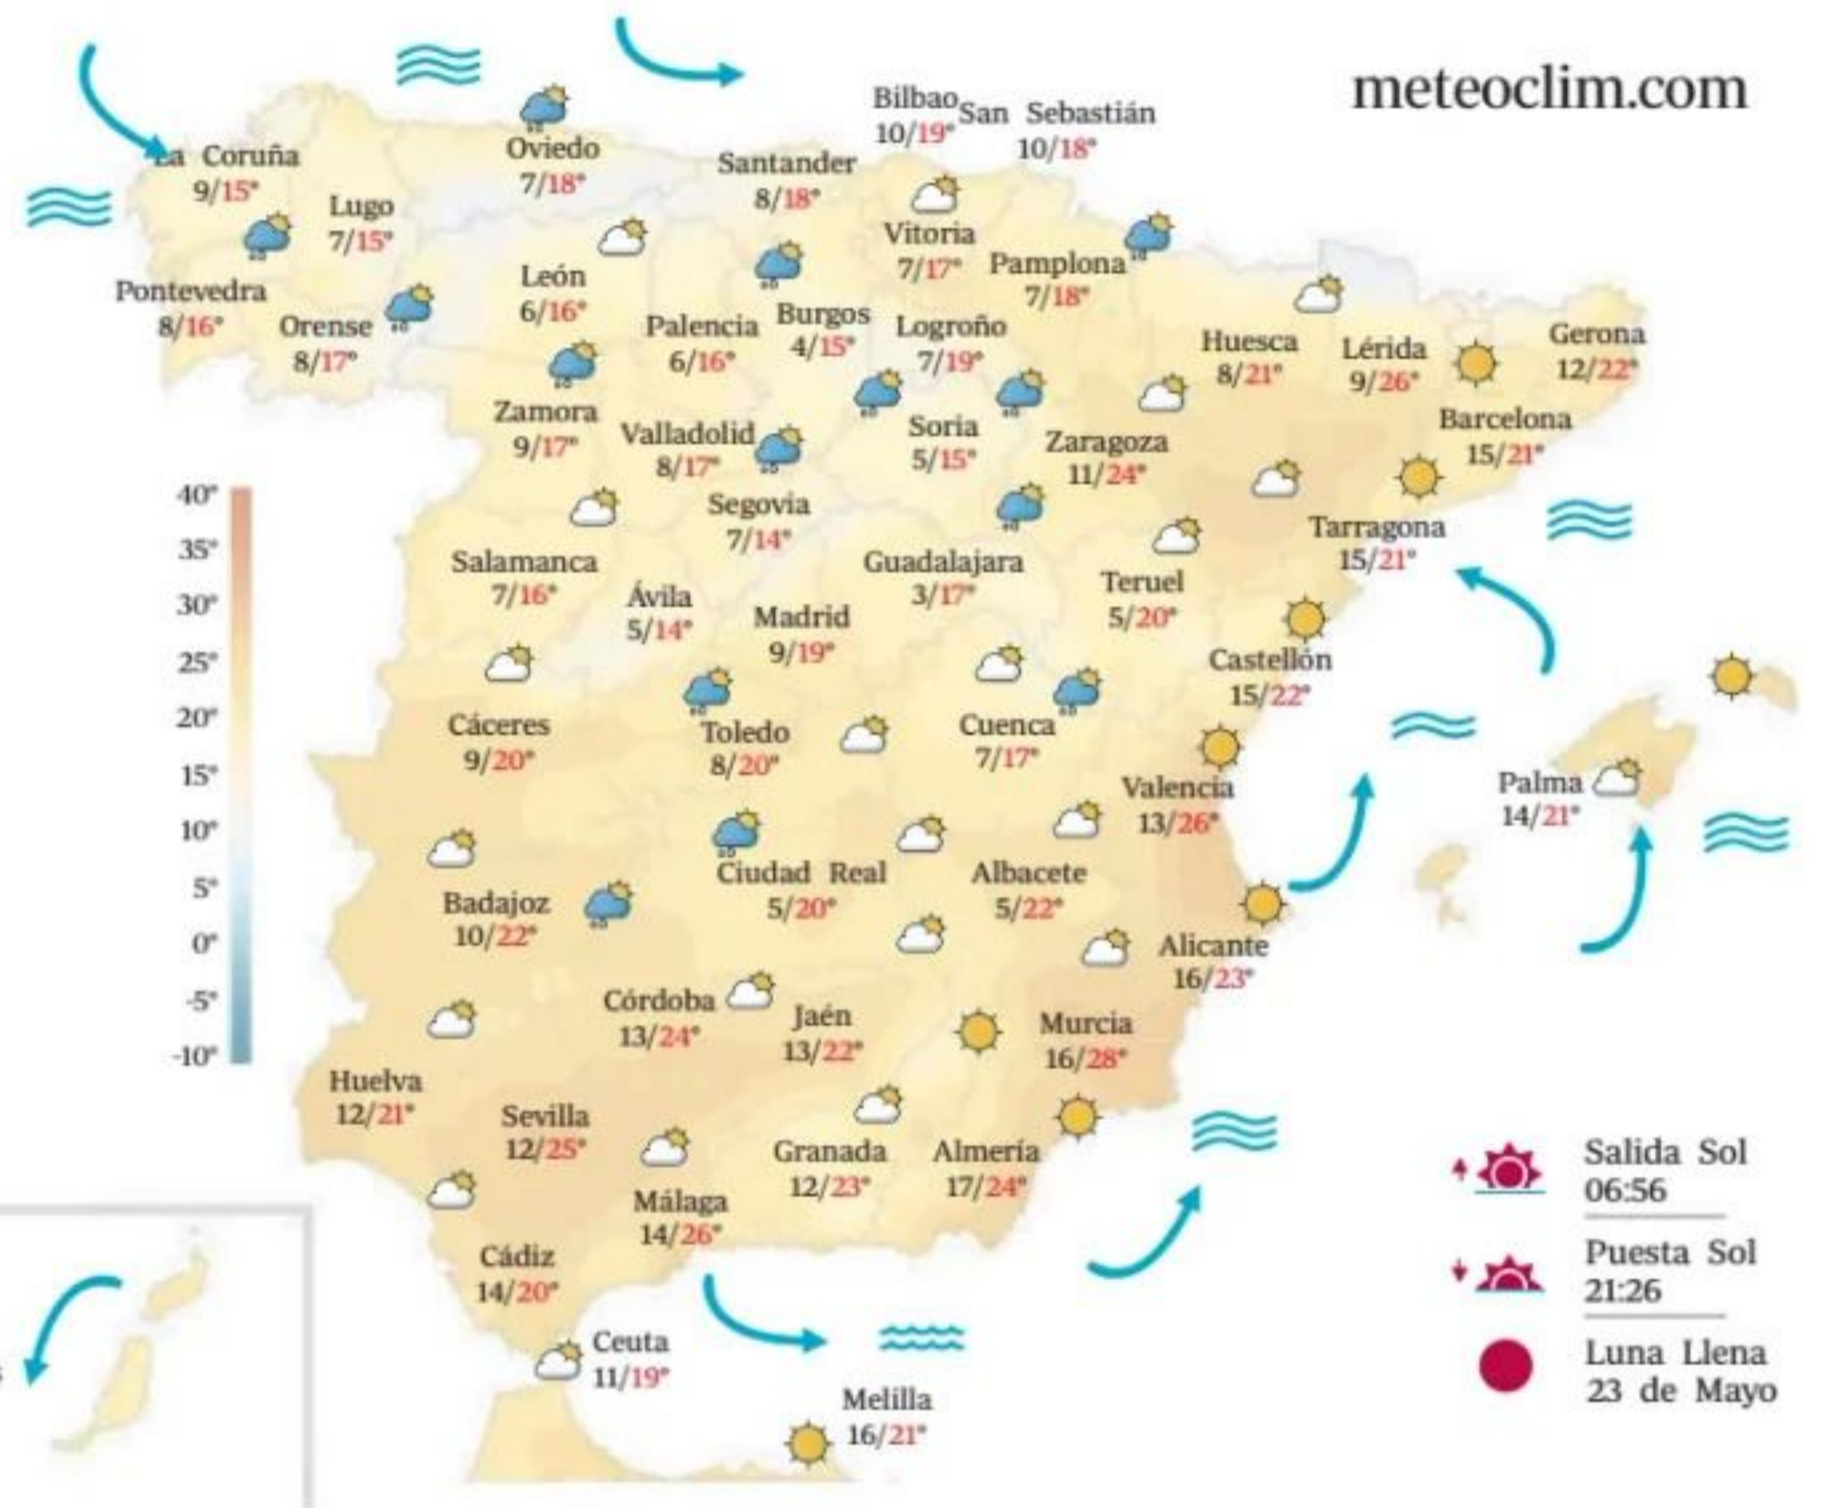 meteoclim.com
Bilbao
10/19°
San Sebastián
10/18°
La Coruña
9/15°
Oviedo
7/18°
Santander
8/18°
Lugo
7/15°
Vitoria
7/17°
Pamplona
7/18°
León
6/16°
Pontevedra
8/16°
Orense
8/17°
Palencia
6/16°
Burgos
4/15°
Logroño
7/19°
Huesca
8/21°
Lérida
9/26°
Gerona
12/22°
Zamora
9/17°
Valladolid
8/17°
Soria
5/15°
Zaragoza
11/24°
Barcelona
15/21°
Segovia
7/14°
Tarragona
15/21°
Salamanca
7/16°
Ávila
5/14°
Madrid
9/19°
Guadalajara
3/17°
Teruel
5/20°
Castellón
15/22°
Cáceres
9/20°
Toledo
8/20°
Cuenca
7/17°
Valencia
13/26°
Palma
14/21°
Badajoz
10/22°
Ciudad Real
5/20°
Albacete
5/22°
Alicante
16/23°
Córdoba
13/24°
Jaén
13/22°
Murcia
16/28°
Huelva
12/21°
Sevilla
12/25°
Granada
12/23°
Almería
17/24°
Málaga
14/26°
Cádiz
14/20°
Ceuta
11/19°
Melilla
16/21°
40°
35°
30°
25°
20°
15°
10°
5°
0°
-5°
-10°
Salida Sol
06:56
Puesta Sol
21:26
Luna Llena
23 de Mayo